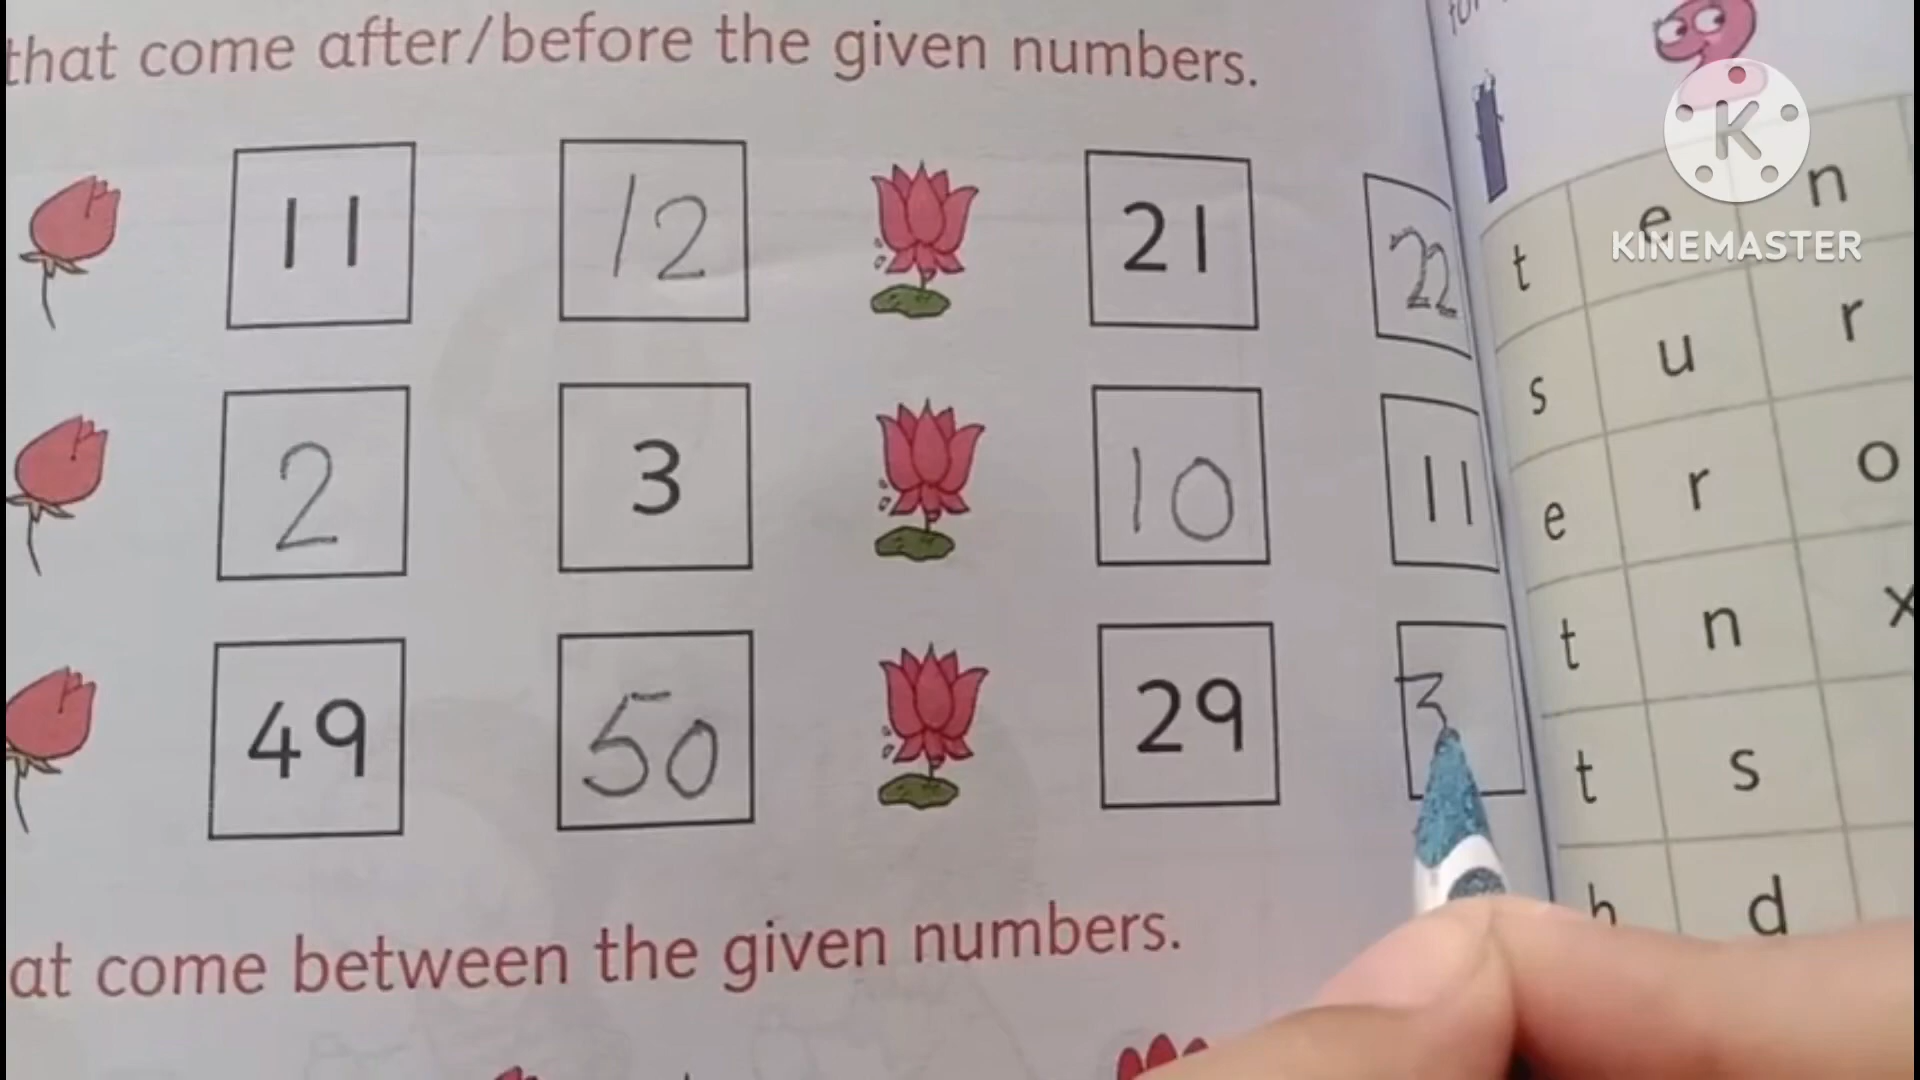 that come after/before the given numbers.
11 12 21 22
2 3 10 11
49 50 29 3
at come between the given numbers.
K
KINEMASTER
t e n
s u r
e r o
t n x
t s
h d